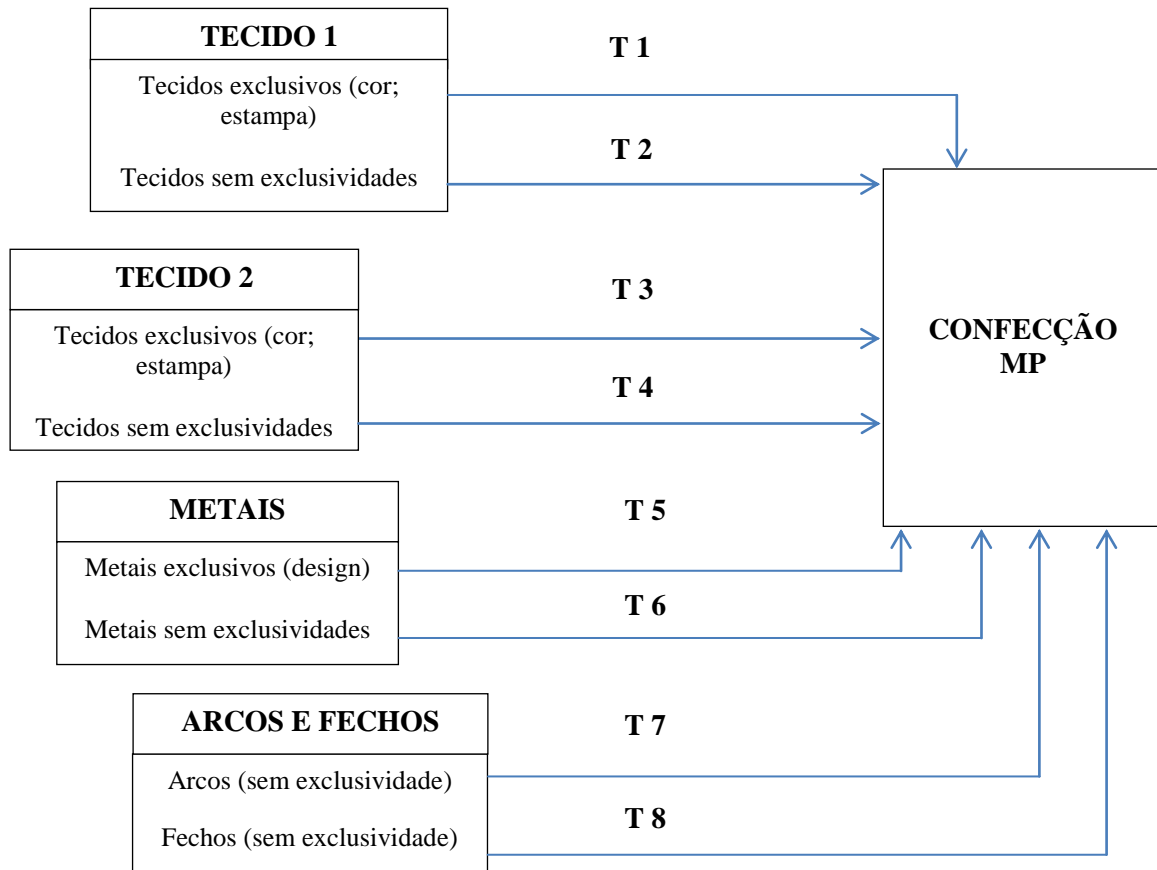 TECIDO 1
Tecidos exclusivos (cor;
estampa)
Tecidos sem exclusividades
T 1
T 2
TECIDO 2
Tecidos exclusivos (cor;
estampa)
Tecidos sem exclusividades
T 3
T 4
CONFECÇÃO
MP
METAIS
Metais exclusivos (design)
Metais sem exclusividades
T 5
T 6
ARCOS E FECHOS
Arcos (sem exclusividade)
Fechos (sem exclusividade)
T 7
T 8